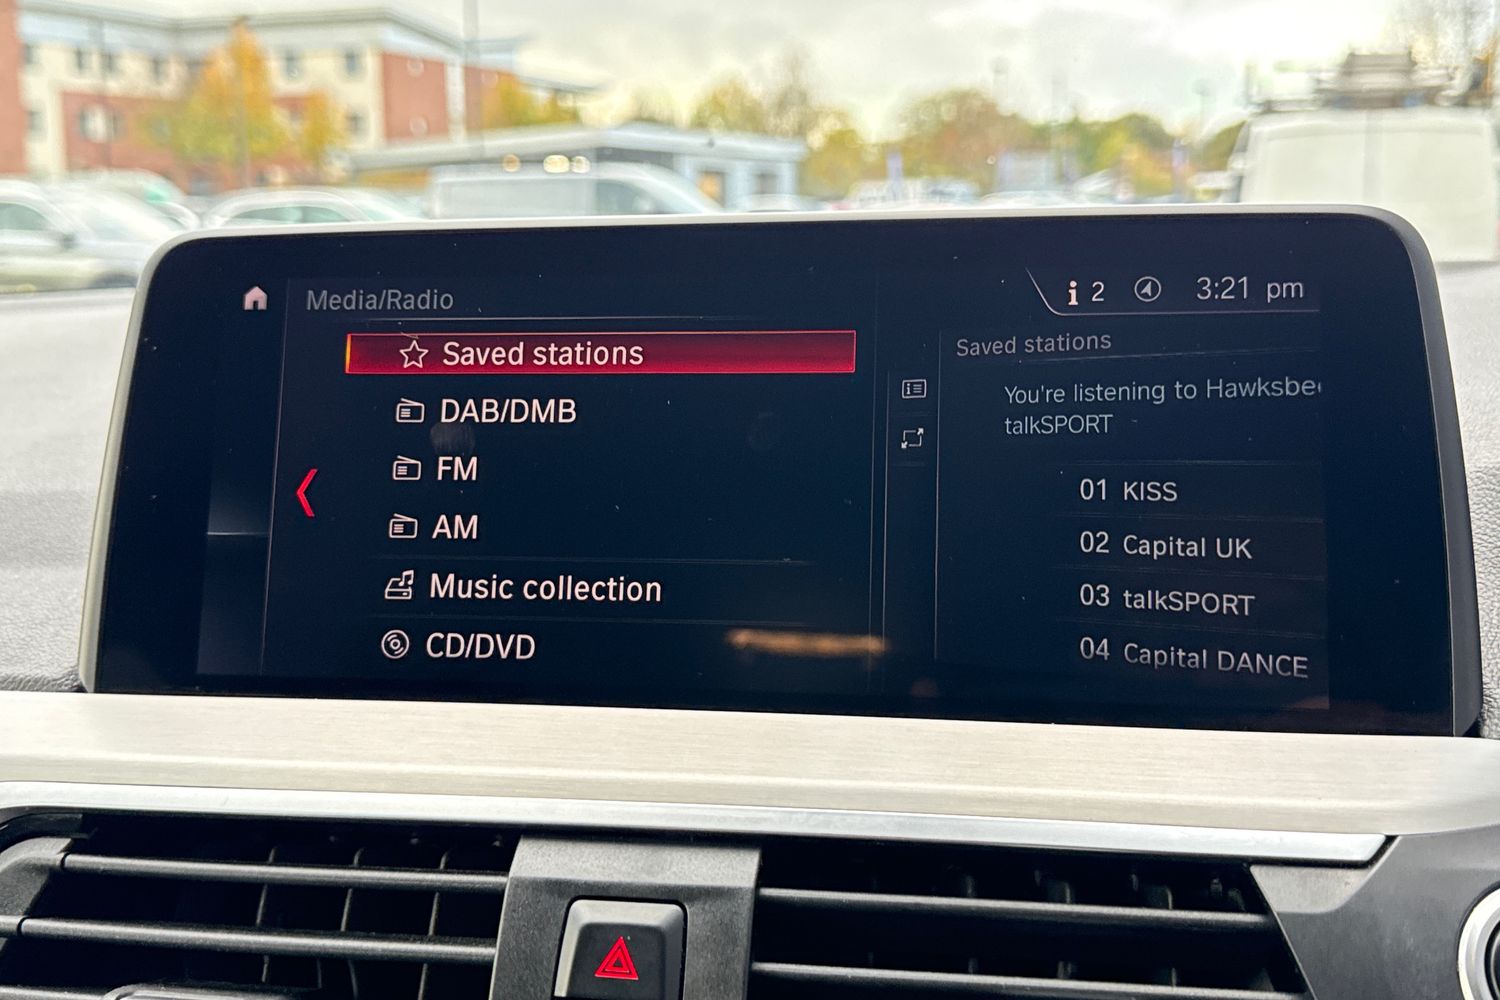 Media/Radio
i 2
3:21 pm
Saved stations
DAB/DMB
FM
AM
Music collection
CD/DVD
Saved stations
You're listening to Hawksbe
talkSPORT
01 KISS
02 Capital UK
03 talkSPORT
04 Capital DANCE